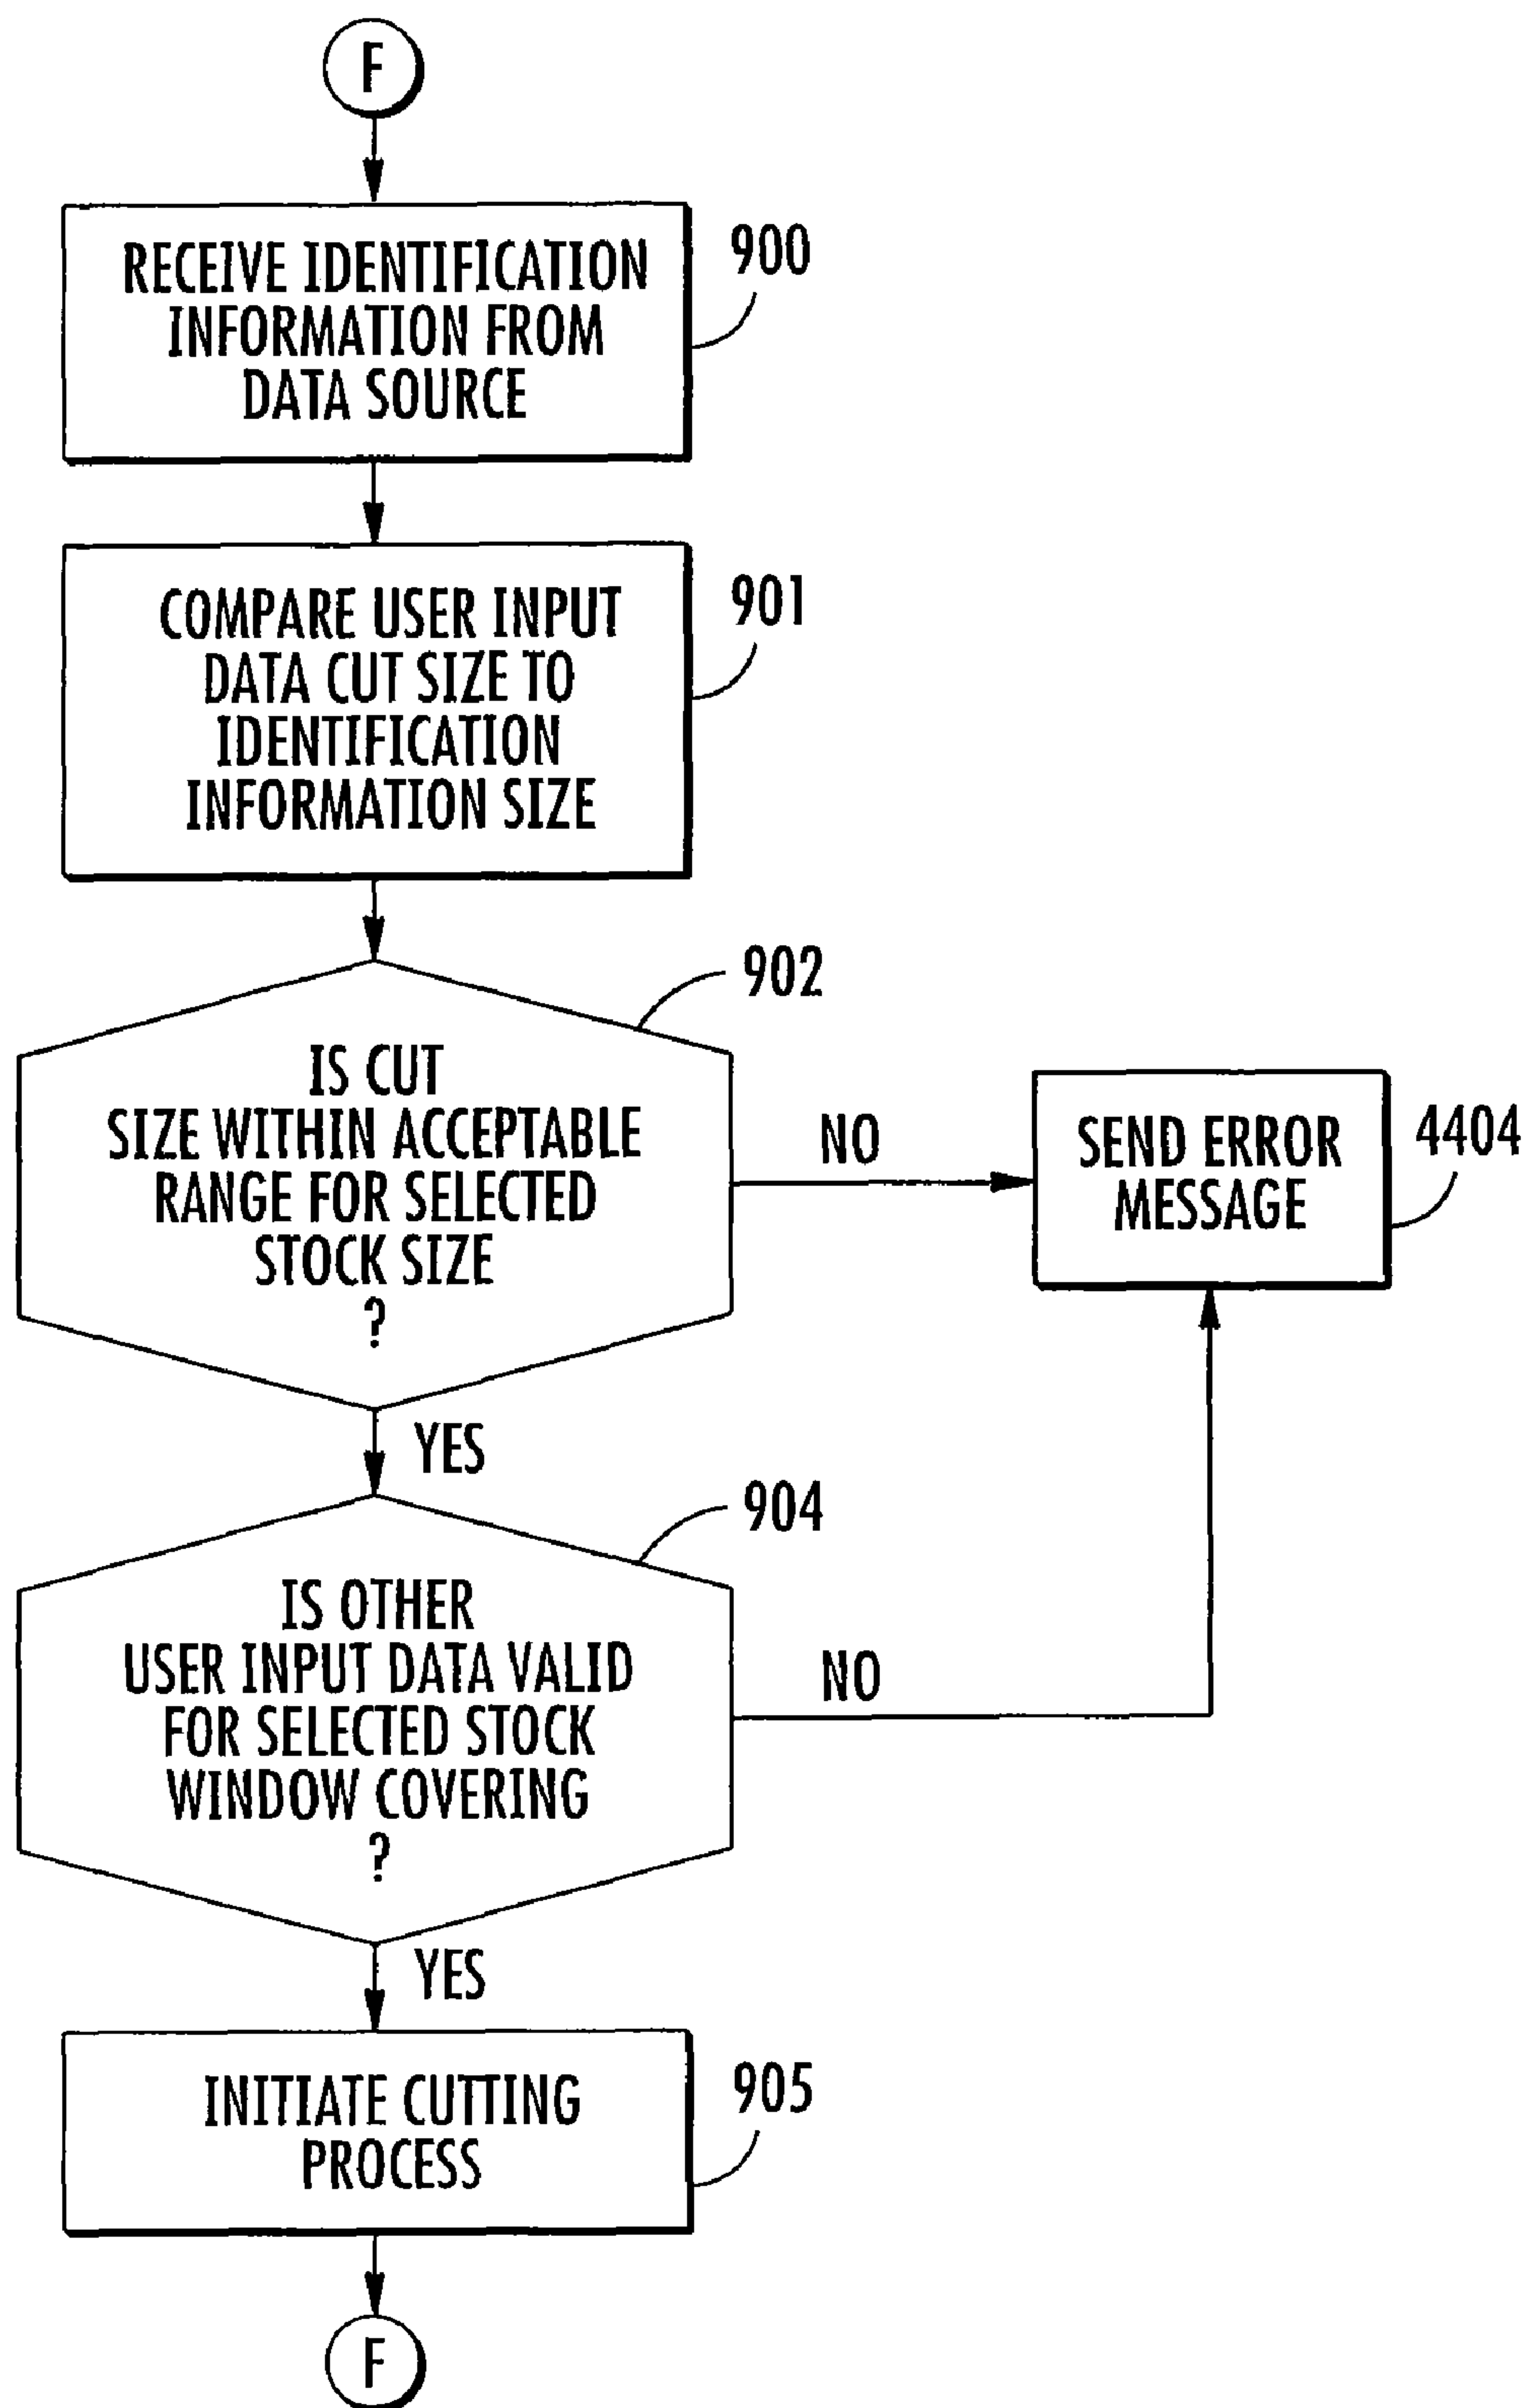 F
RECEIVE IDENTIFICATION
INFORMATION FROM
DATA SOURCE
900
COMPARE USER INPUT
DATA CUT SIZE TO
IDENTIFICATION
INFORMATION SIZE
901
902
IS CUT
SIZE WITHIN ACCEPTABLE
RANGE FOR SELECTED
STOCK SIZE
?
NO
SEND ERROR
MESSAGE
4404
YES
904
IS OTHER
USER INPUT DATA VALID
FOR SELECTED STOCK
WINDOW COVERING
?
NO
YES
INITIATE CUTTING
PROCESS
905
F